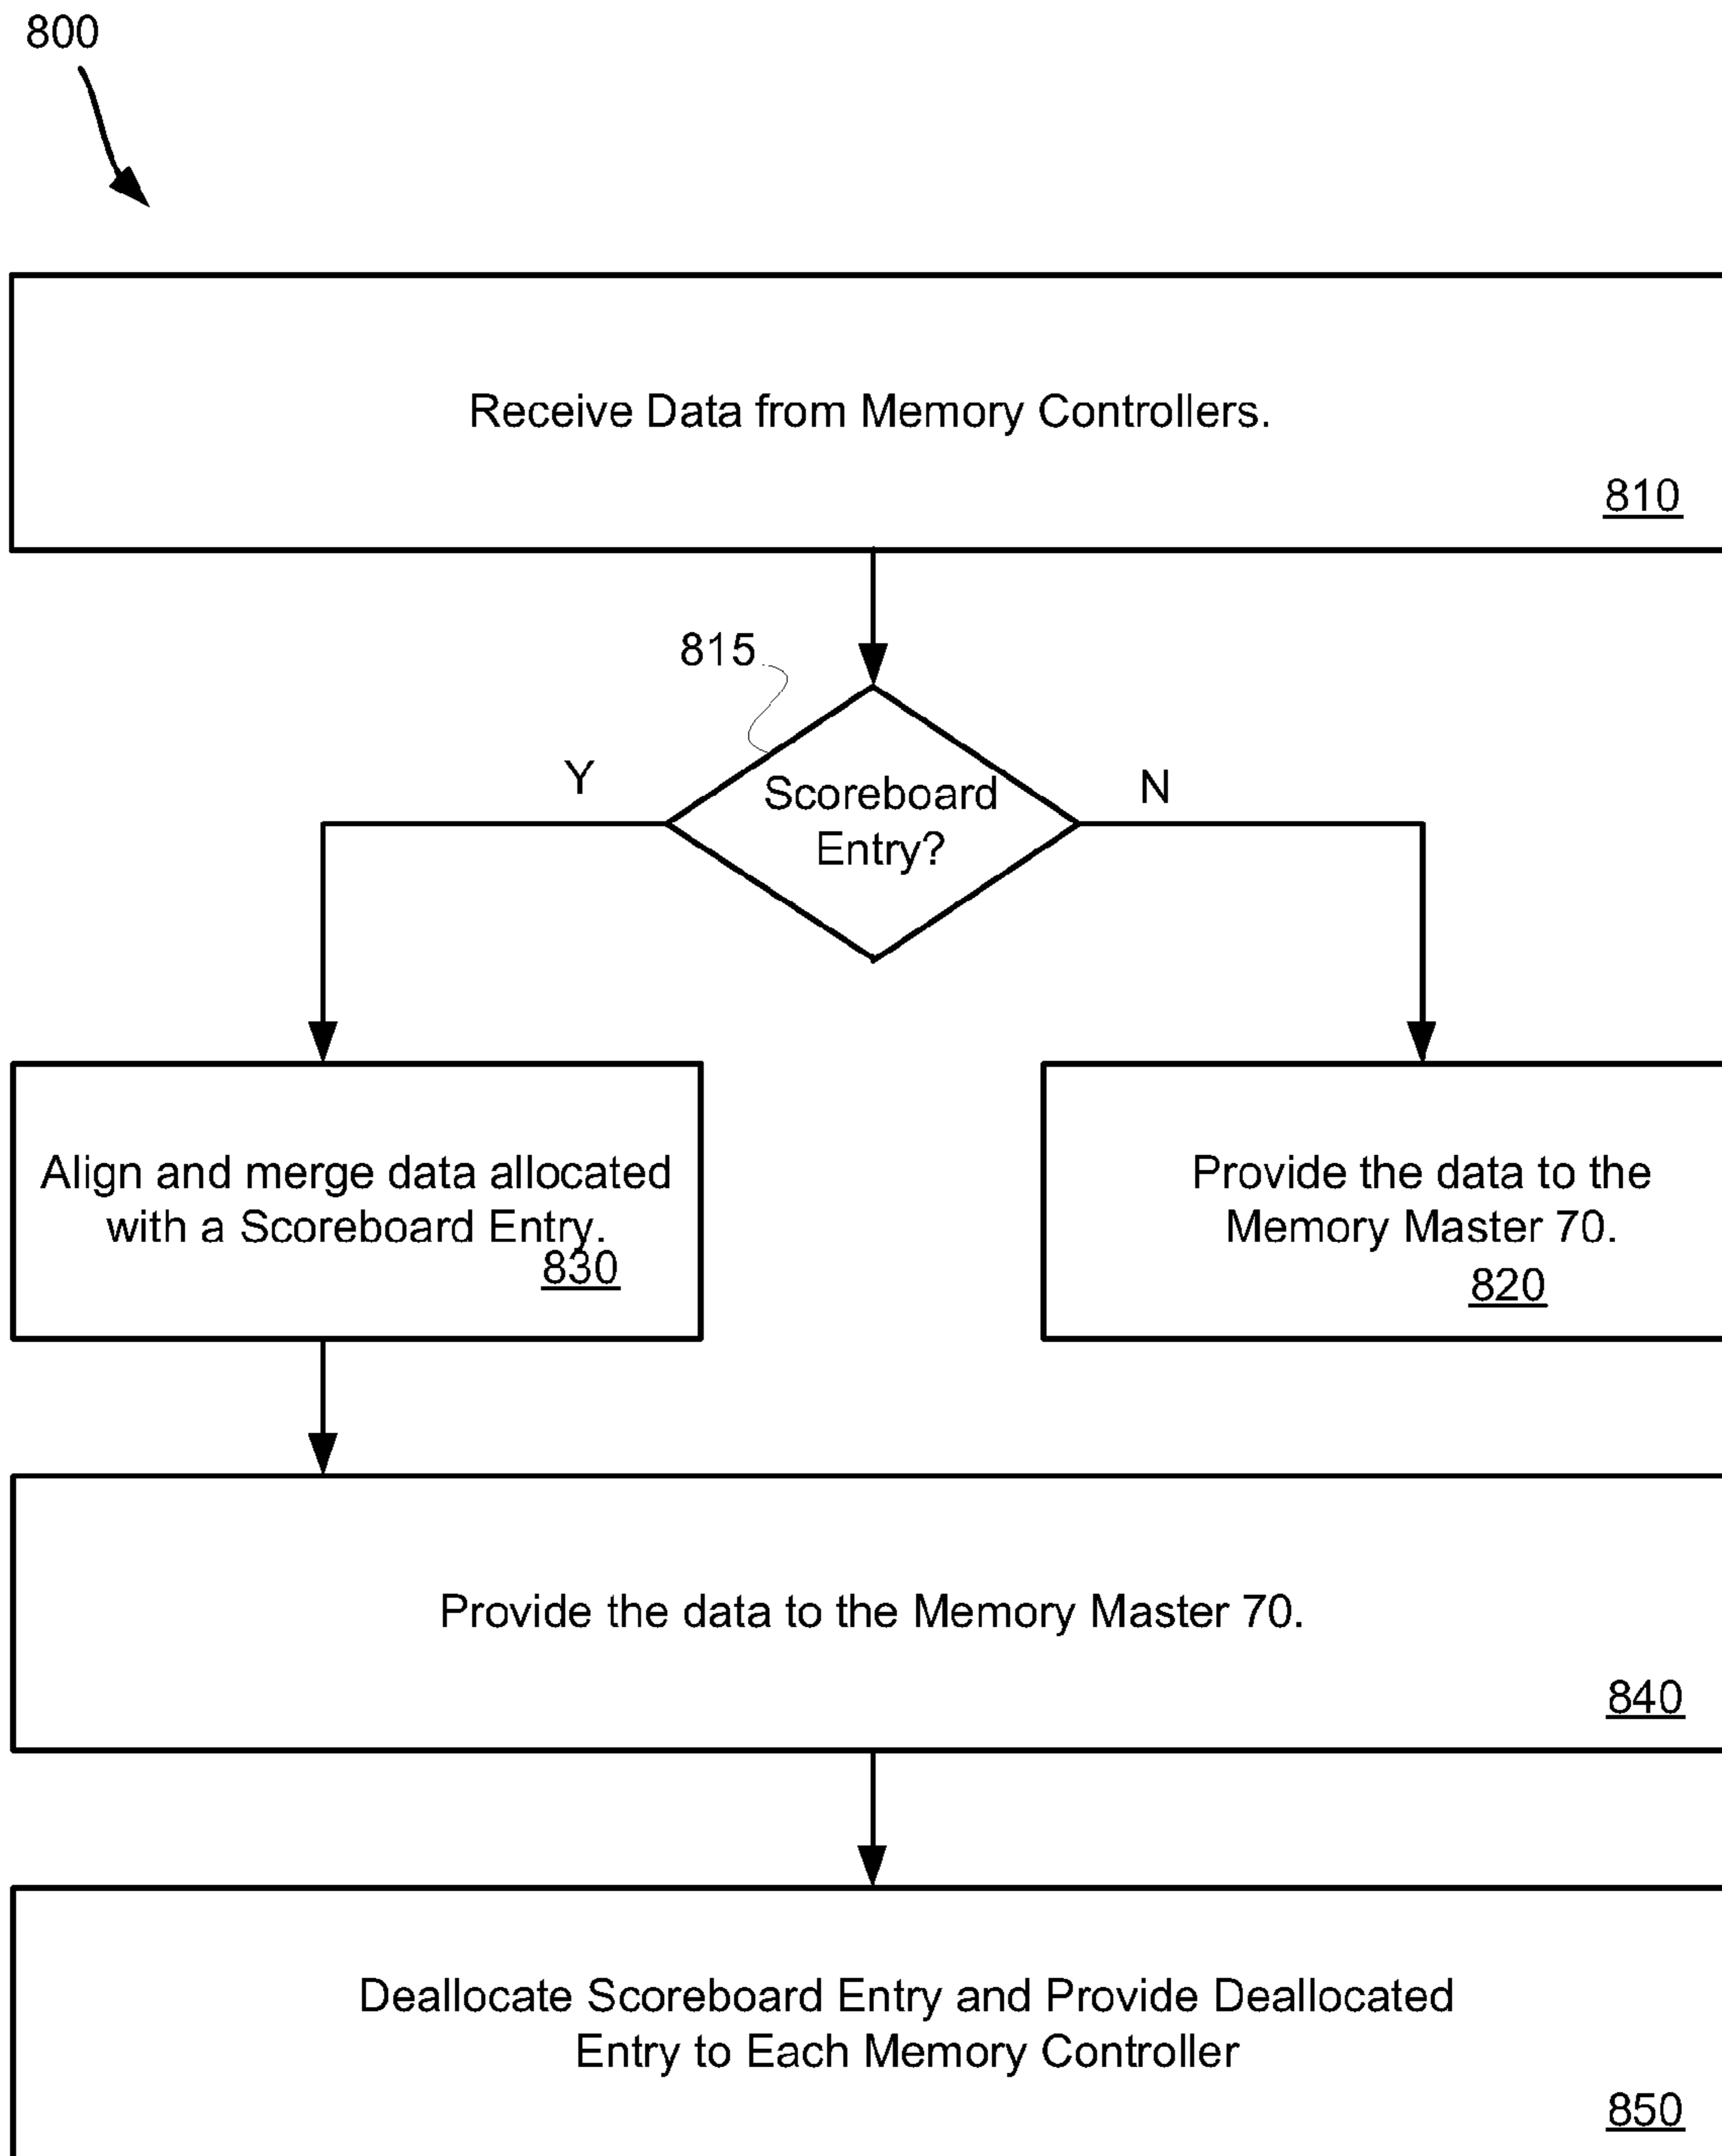 800
Receive Data from Memory Controllers.
810
815
Y
N
Scoreboard
Entry?
Align and merge data allocated
with a Scoreboard Entry.
830
Provide the data to the
Memory Master 70.
820
Provide the data to the Memory Master 70.
840
Deallocate Scoreboard Entry and Provide Deallocated
Entry to Each Memory Controller
850